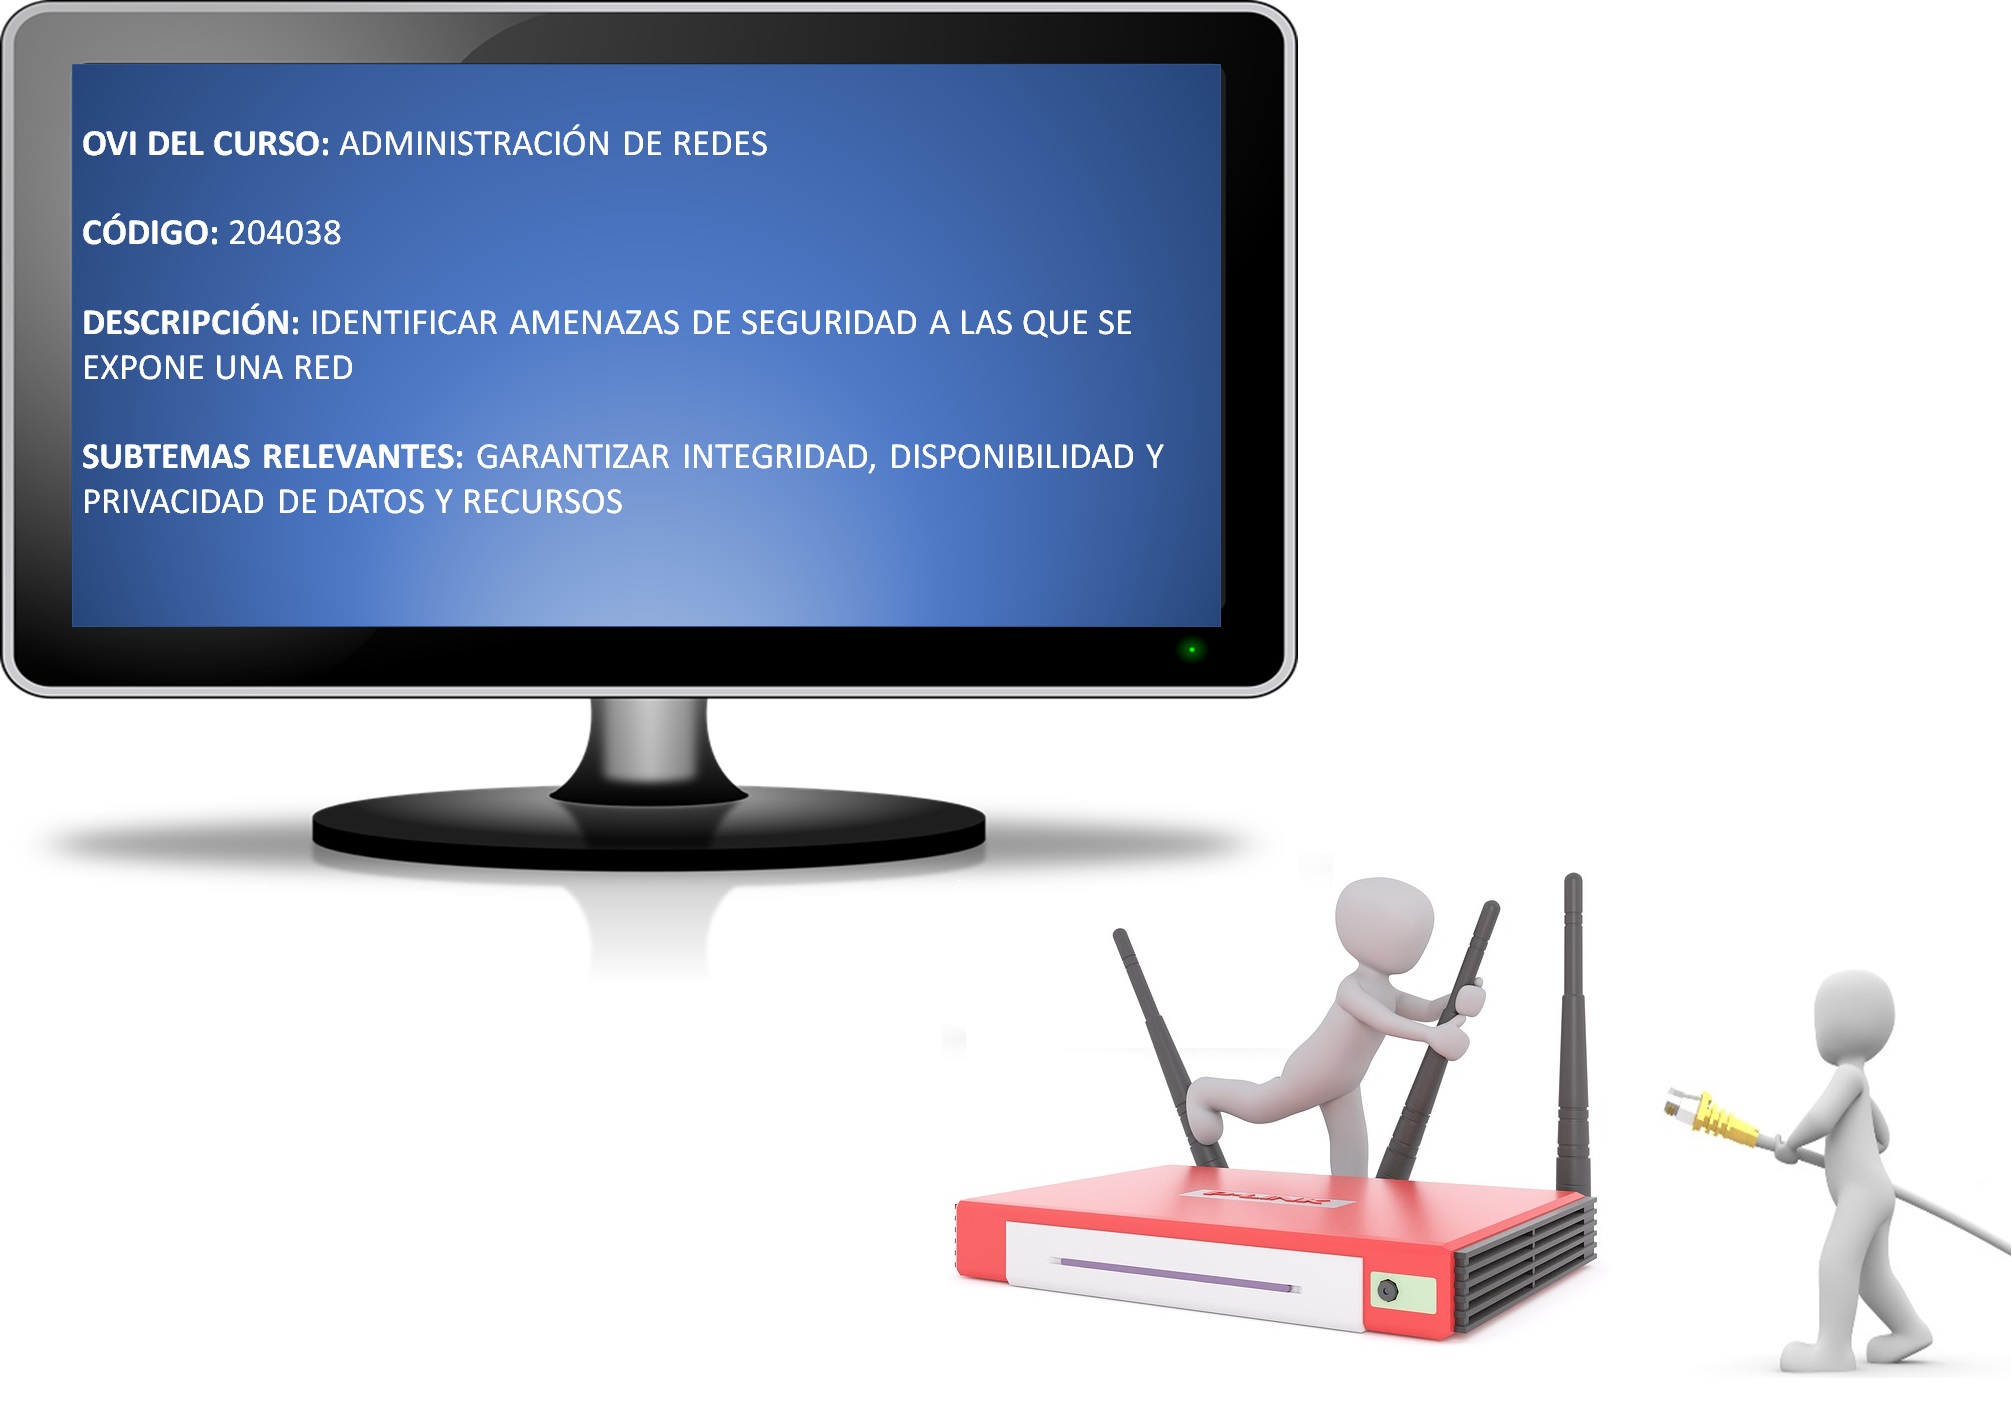 OVI DEL CURSO: ADMINISTRACIÓN DE REDES
CÓDIGO: 204038
DESCRIPCIÓN: IDENTIFICAR AMENAZAS DE SEGURIDAD A LAS QUE SE
EXPONE UNA RED
SUBTEMAS RELEVANTES: GARANTIZAR INTEGRIDAD, DISPONIBILIDAD Y
PRIVACIDAD DE DATOS Y RECURSOS